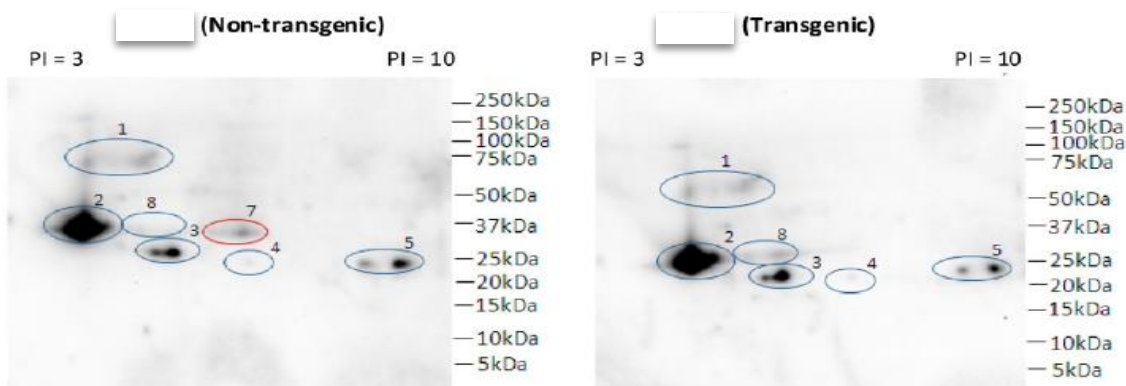 (Non-transgenic)
PI = 3
PI = 10
250kDa
150kDa
100kDa
75kDa
50kDa
37kDa
25kDa
20kDa
15kDa
10kDa
5kDa
1
2
8
7
3
4
5
(Transgenic)
PI = 3
PI = 10
250kDa
150kDa
100kDa
75kDa
50kDa
37kDa
25kDa
20kDa
15kDa
10kDa
5kDa
1
2
8
3
4
5